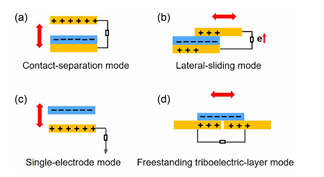 (a)
+ + + + + +
− − − − − −
Contact-separation mode
(b)
+ + +
− − − − − −
+ + +
e
Lateral-sliding mode
(c)
− − − − − −
+ + + + + +
Single-electrode mode
(d)
− − − − − −
+ + + + + +
Freestanding triboelectric-layer mode